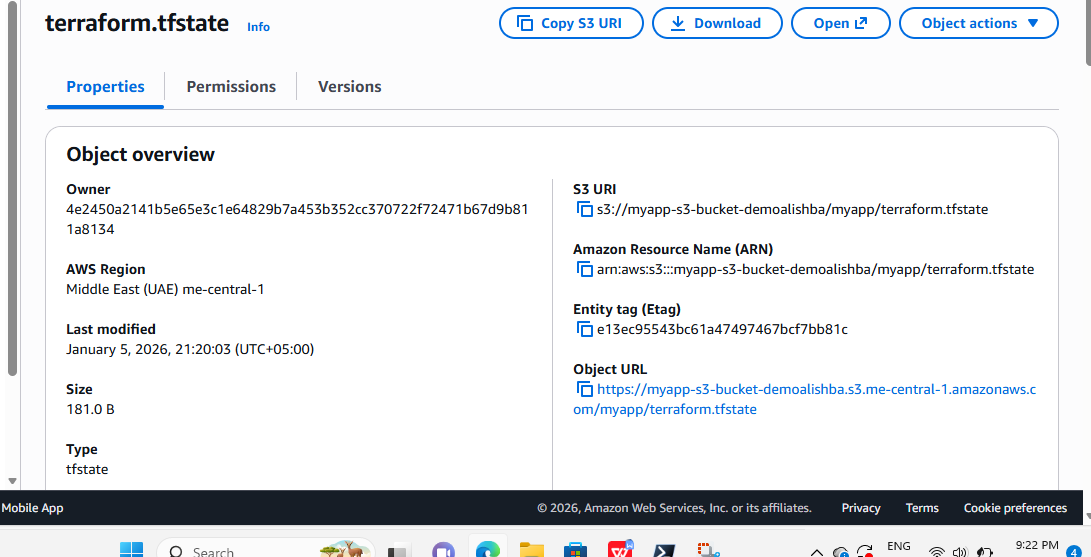 terraform.tfstate Info
Copy S3 URI
Download
Open
Object actions
Properties
Permissions
Versions
Object overview
Owner
4e2450a2141b5e65e3c1e64829b7a453b352cc370722f72471b67d9b81
1a8134
AWS Region
Middle East (UAE) me-central-1
Last modified
January 5, 2026, 21:20:03 (UTC+05:00)
Size
181.0 B
Type
tfstate
S3 URI
s3://myapp-s3-bucket-demoalishba/myapp/terraform.tfstate
Amazon Resource Name (ARN)
arn:aws:s3:::myapp-s3-bucket-demoalishba/myapp/terraform.tfstate
Entity tag (Etag)
e13ec95543bc61a47497467bcf7bb81c
Object URL
https://myapp-s3-bucket-demoalishba.s3.me-central-1.amazonaws.c
om/myapp/terraform.tfstate
Mobile App
© 2026, Amazon Web Services, Inc. or its affiliates.
Privacy
Terms
Cookie preferences
Search
ENG
9:22 PM
4